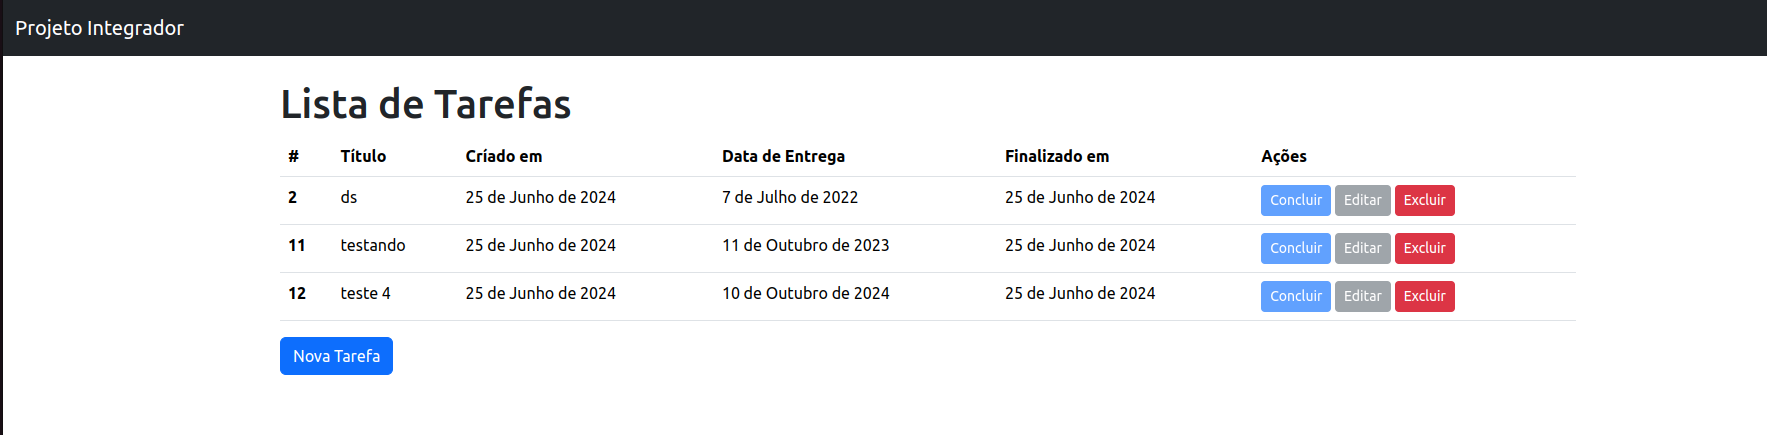 Projeto Integrador
Lista de Tarefas
# Título Críado em Data de Entrega Finalizado em Ações
2 ds 25 de Junho de 2024 7 de Julho de 2022 25 de Junho de 2024 Concluir Editar Excluir
11 testando 25 de Junho de 2024 11 de Outubro de 2023 25 de Junho de 2024 Concluir Editar Excluir
12 teste 4 25 de Junho de 2024 10 de Outubro de 2024 25 de Junho de 2024 Concluir Editar Excluir
Nova Tarefa